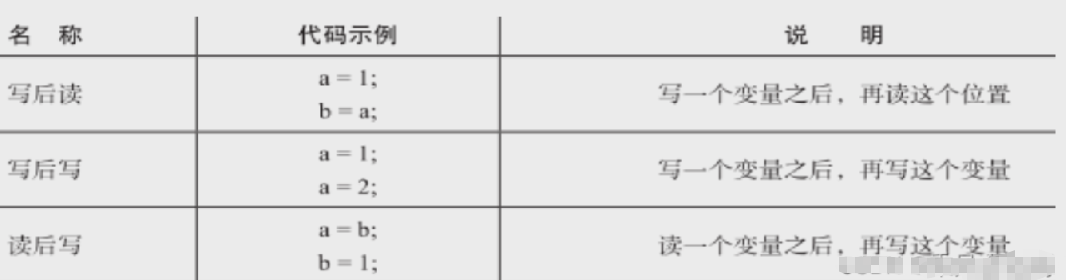 名 称 代码示例 说 明
写后读 a = 1; 写一个变量之后，再读这个位置
b = a;
写后写 a = 1; 写一个变量之后，再写这个变量
a = 2;
读后写 a = b; 读一个变量之后，再写这个变量
b = 1;